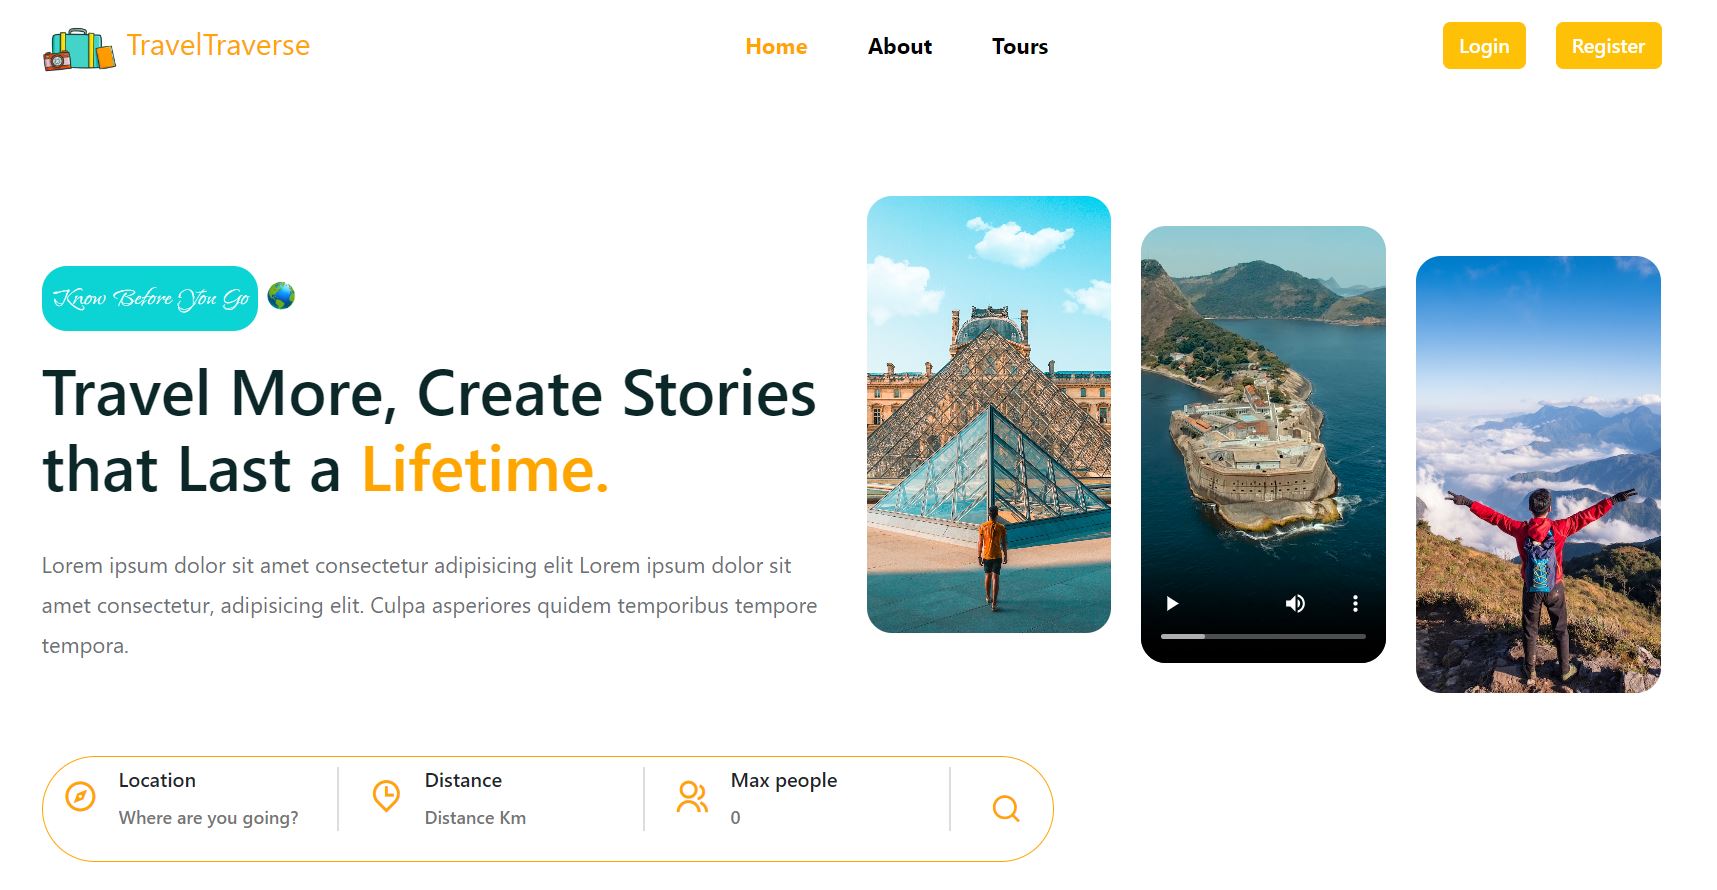 TravelTraverse
Home
About
Tours
Login
Register
Know Before You Go
Travel More, Create Stories
that Last a Lifetime.
Lorem ipsum dolor sit amet consectetur adipisicing elit Lorem ipsum dolor sit
amet consectetur, adipisicing elit. Culpa asperiores quidem temporibus tempore
tempora.
Location
Where are you going?
Distance
Distance Km
Max people
0